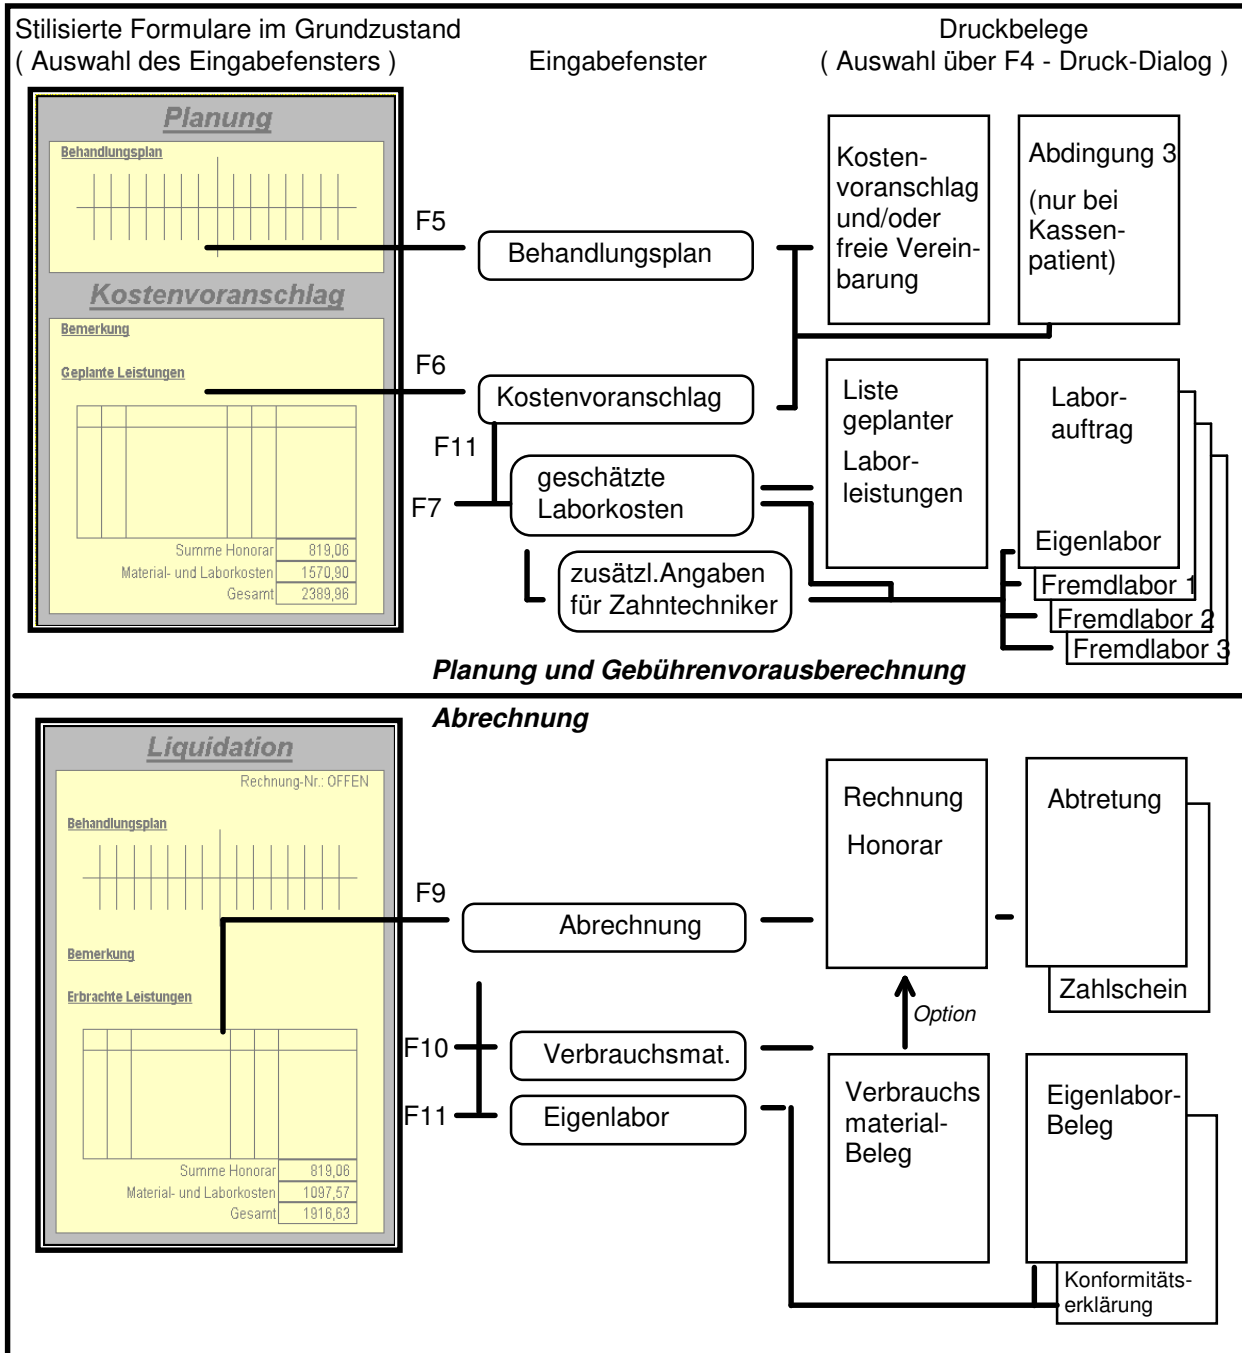 Stilisierte Formulare im Grundzustand
( Auswahl des Eingabefensters )
Eingabefenster
Druckbelege
( Auswahl über F4 - Druck-Dialog )
Planung
Behandlungsplan
F5
Behandlungsplan
Kosten-
voranschlag
und/oder
freie Verein-
barung
Abdingung 3
(nur bei
Kassen-
patient)
Kostenvoranschlag
Bemerkung
Geplante Leistungen
F6
Kostenvoranschlag
F11
F7
geschätzte
Laborkosten
Liste
geplanter
Labor-
leistungen
Labor-
auftrag
Eigenlabor
Fremdlabor 1
Fremdlabor 2
Fremdlabor 3
zusätzl.Angaben
für Zahntechniker
Summe Honorar 819,06
Material- und Laborkosten 1570,90
Gesamt 2389,96
Planung und Gebührenvorausberechnung
Abrechnung
Liquidation
Rechnung-Nr.: OFFEN
Behandlungsplan
Bemerkung
Erbrachte Leistungen
F9
Abrechnung
Rechnung
Honorar
Abtretung
Zahlschein
Option
F10
Verbrauchsmat.
F11
Eigenlabor
Verbrauchs
material-
Beleg
Eigenlabor-
Beleg
Konformitäts-
erklärung
Summe Honorar 819,06
Material- und Laborkosten 1097,57
Gesamt 1916,63